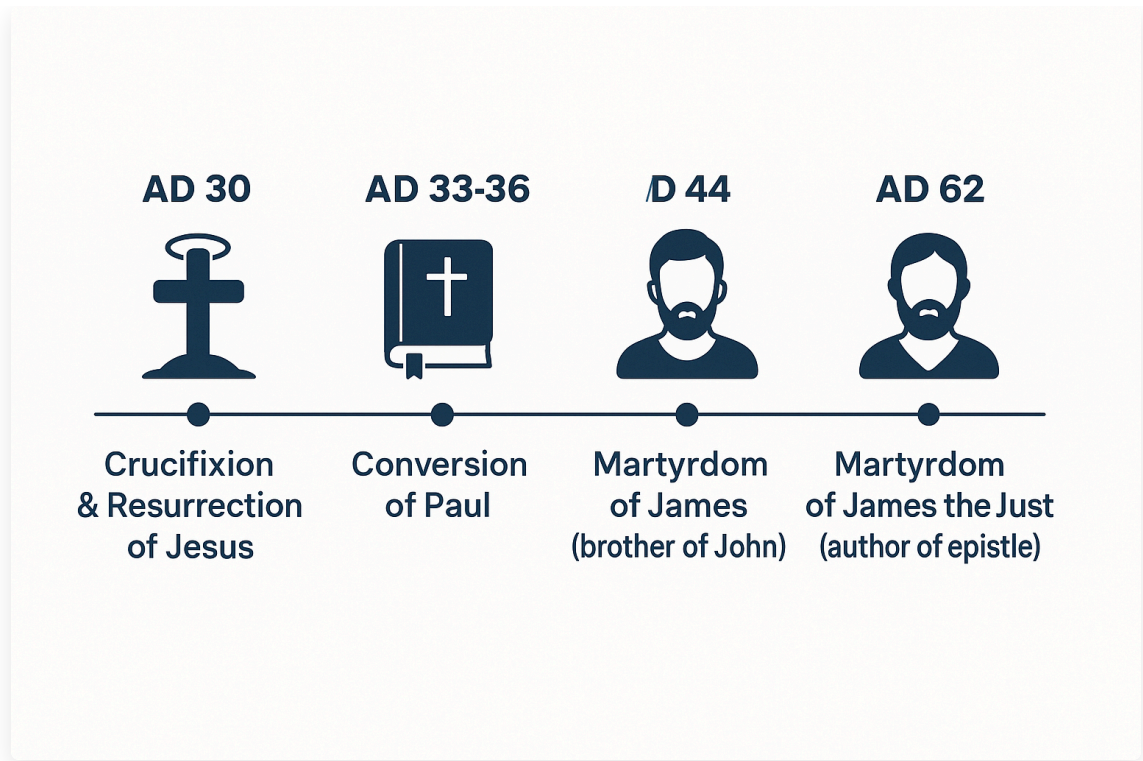 AD 30
AD 33-36
D 44
AD 62
Crucifixion
& Resurrection
of Jesus
Conversion
of Paul
Martyrdom
of James
(brother of John)
Martyrdom
of James the Just
(author of epistle)